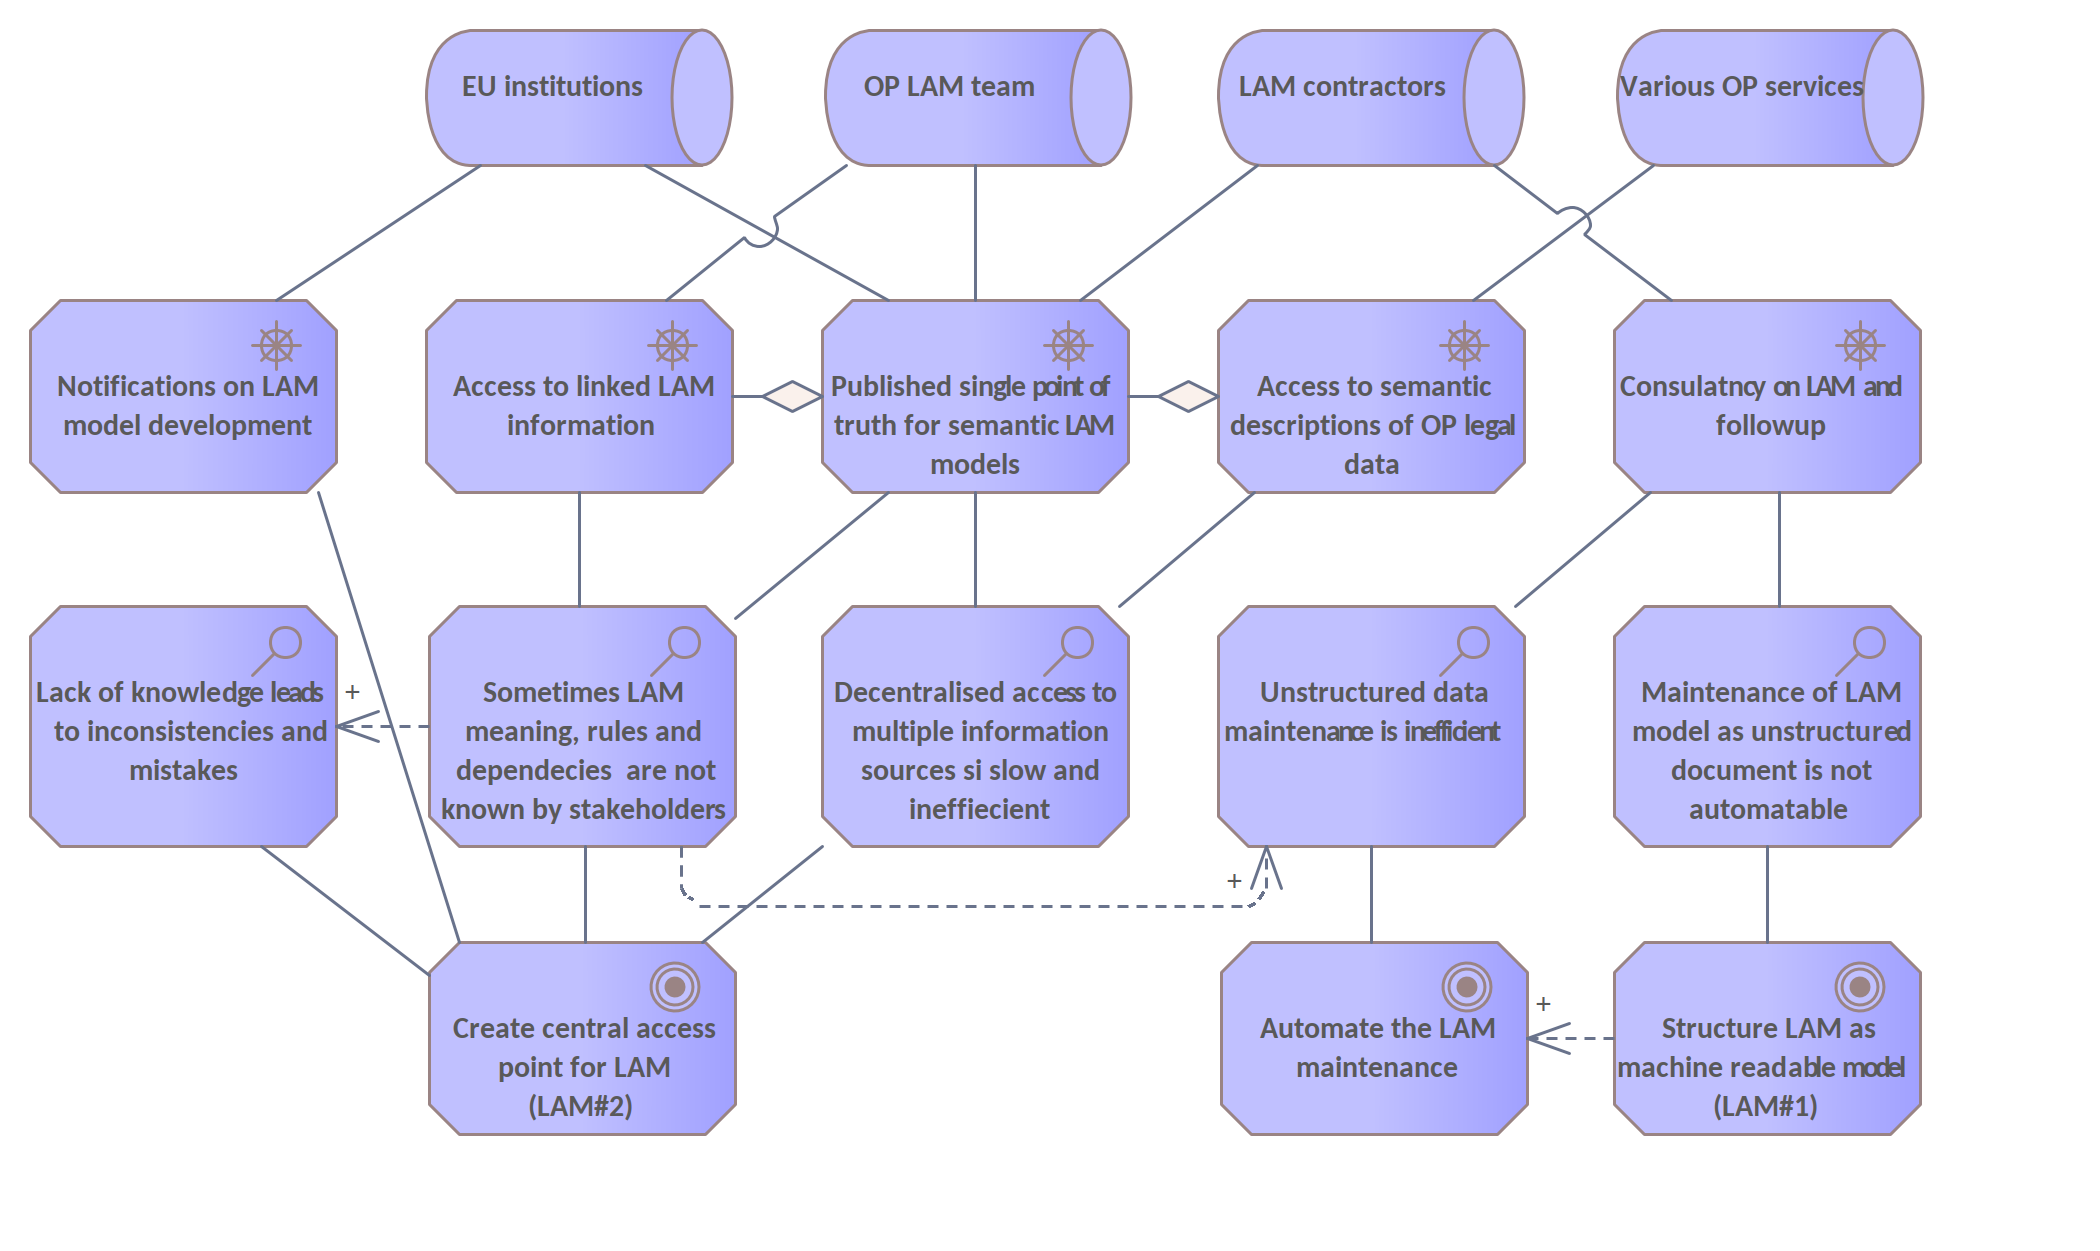 EU institutions
OP LAM team
LAM contractors
Various OP services
Notifications on LAM
model development
Access to linked LAM
information
Published single point of
truth for semantic LAM
models
Access to semantic
descriptions of OP legal
data
Consulatncy on LAM and
followup
Lack of knowledge leads
to inconsistencies and
mistakes
+
Sometimes LAM
meaning, rules and
dependecies  are not
known by stakeholders
Decentralised access to
multiple information
sources si slow and
ineffiecient
Unstructured data
maintenance is inefficient
Maintenance of LAM
model as unstructured
document is not
automatable
+
Create central access
point for LAM
(LAM#2)
Automate the LAM
maintenance
+
Structure LAM as
machine readable model
(LAM#1)